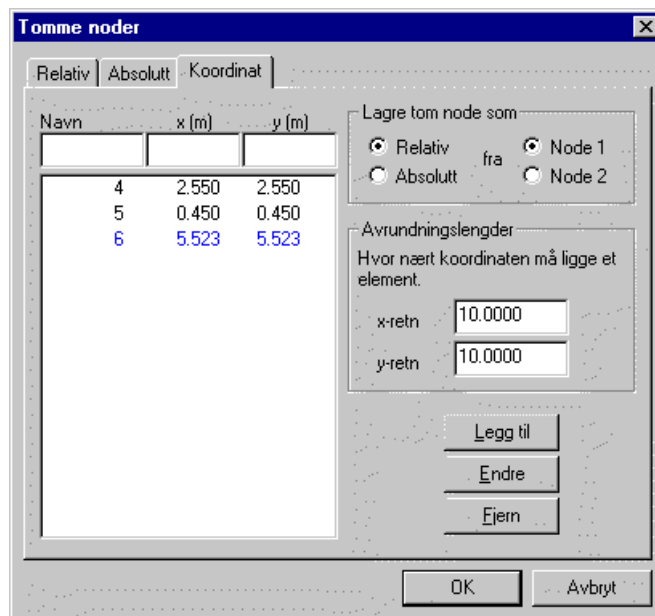 Tomme noder
Relativ Absolutt Koordinat
Navn x (m) y (m)
4 2.550 2.550
5 0.450 0.450
6 5.523 5.523
Lagre tom node som
Relativ fra Node 1
Absolutt Node 2
Avrundningslengder
Hvor nært koordinaten må ligge et
element.
x-retn 10.0000
y-retn 10.0000
Legg til
Endre
Fjern
OK Avbryt